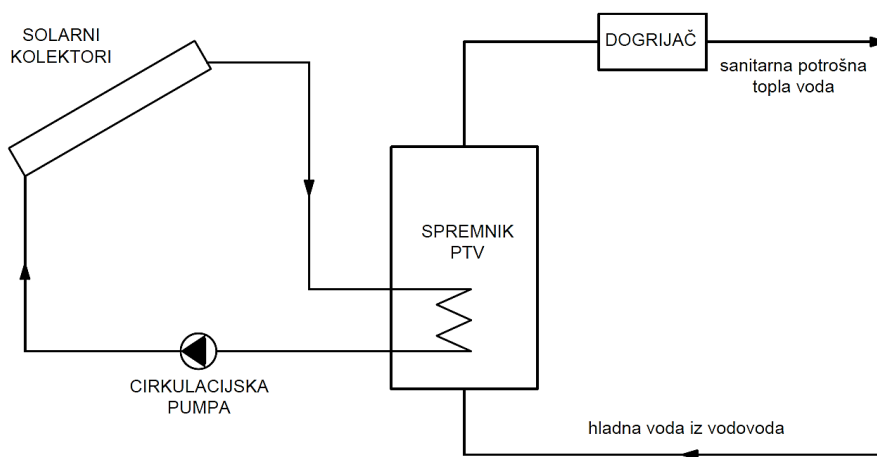 SOLARNI
KOLEKTORI
DOGRIJAČ
sanitarna potrošna
topla voda
SPREMNIK
PTV
CIRKULACIJSKA
PUMPA
hladna voda iz vodovoda